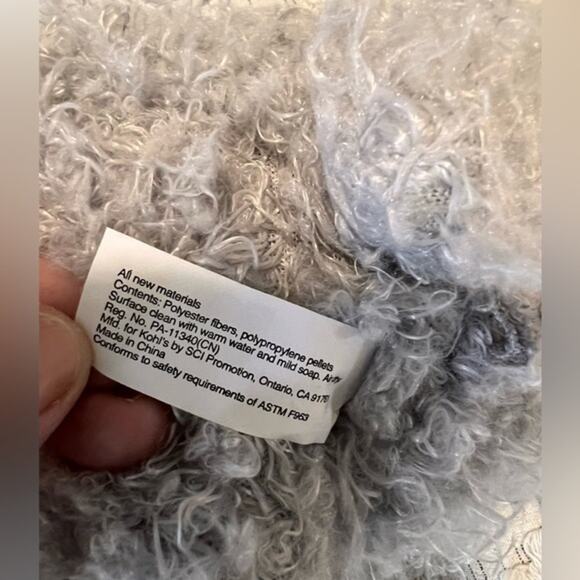 All new materials
Contents: Polyester fibers, polypropylene pellets
Surface clean with warm water and mild soap.
Reg. No. PA-11340(CN)
Mfd. for Kohl's by SCI Promotion, Ontario, CA 91761
Made in China
Conforms to safety requirements of ASTM F963